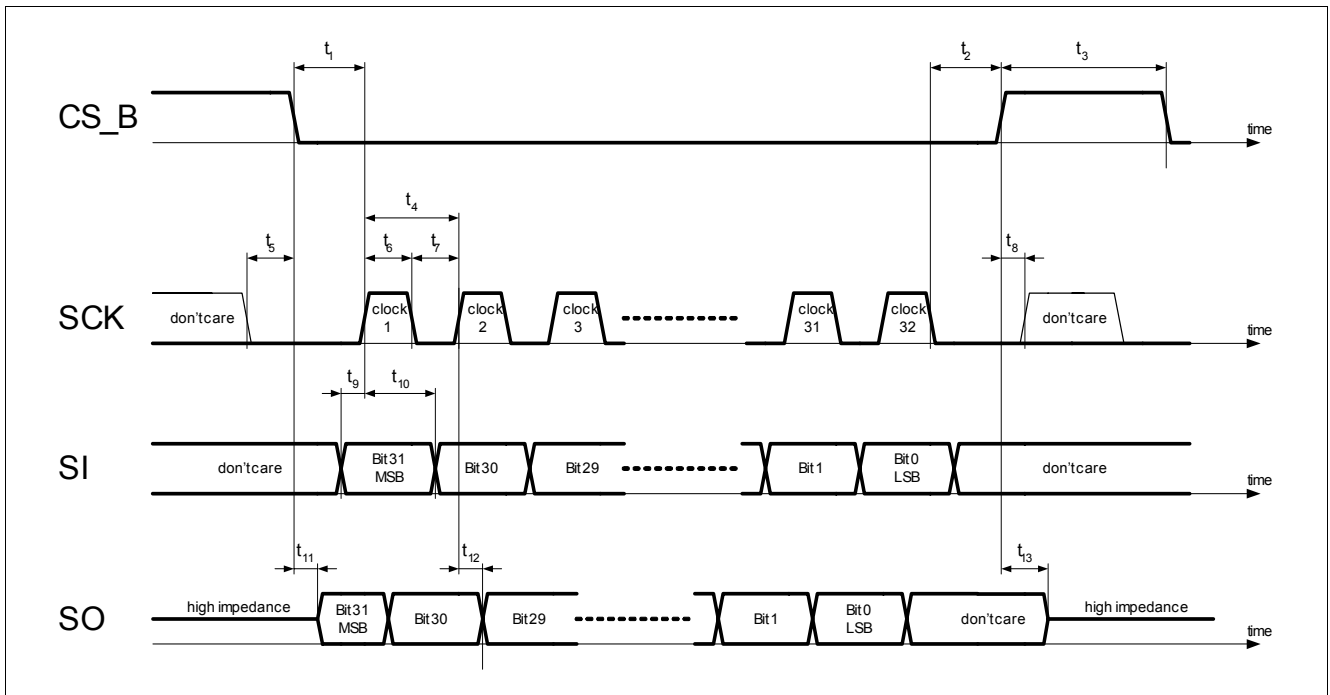 t1
t2
t3
CS_B
time
t4
t5
t6
t7
t8
SCK
don'tcare
clock
1
clock
2
clock
3
clock
31
clock
32
don'tcare
time
t9
t10
SI
don'tcare
Bit31
MSB
Bit30
Bit29
Bit1
Bit0
LSB
don'tcare
time
t11
t12
t13
SO
high impedance
Bit31
MSB
Bit30
Bit29
Bit1
Bit0
LSB
don'tcare
high impedance
time